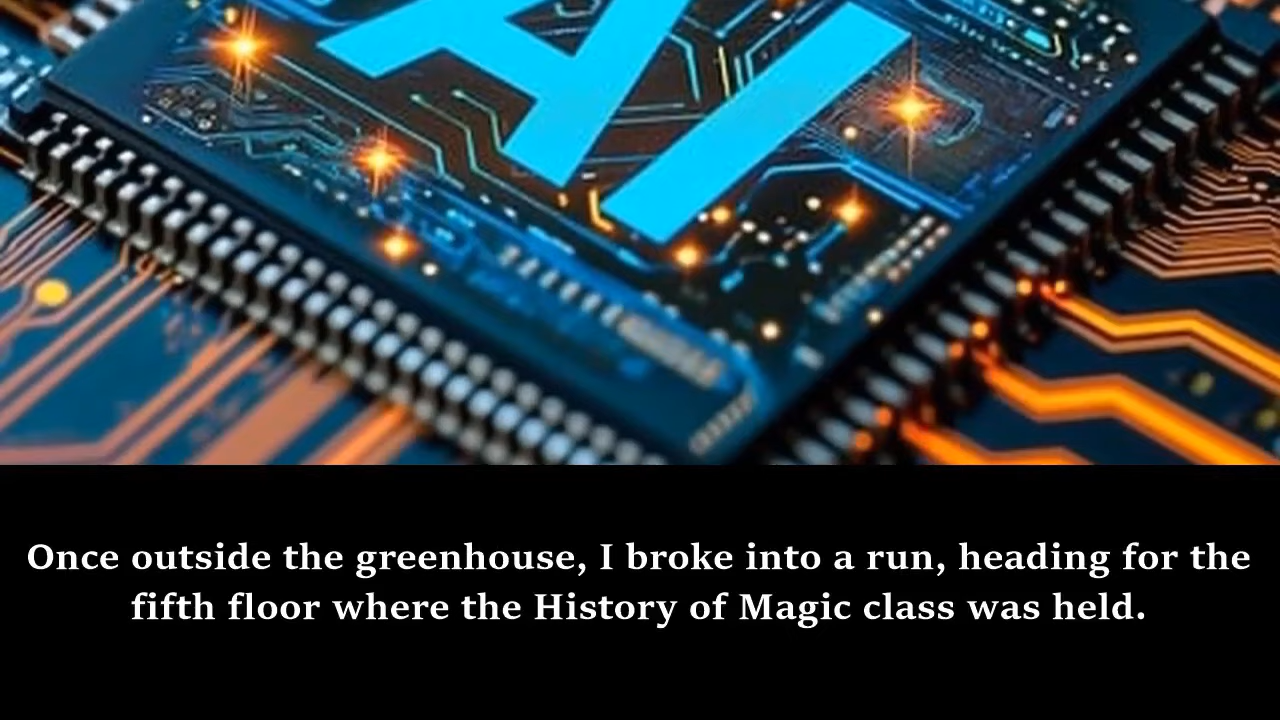 AI
Once outside the greenhouse, I broke into a run, heading for the
fifth floor where the History of Magic class was held.